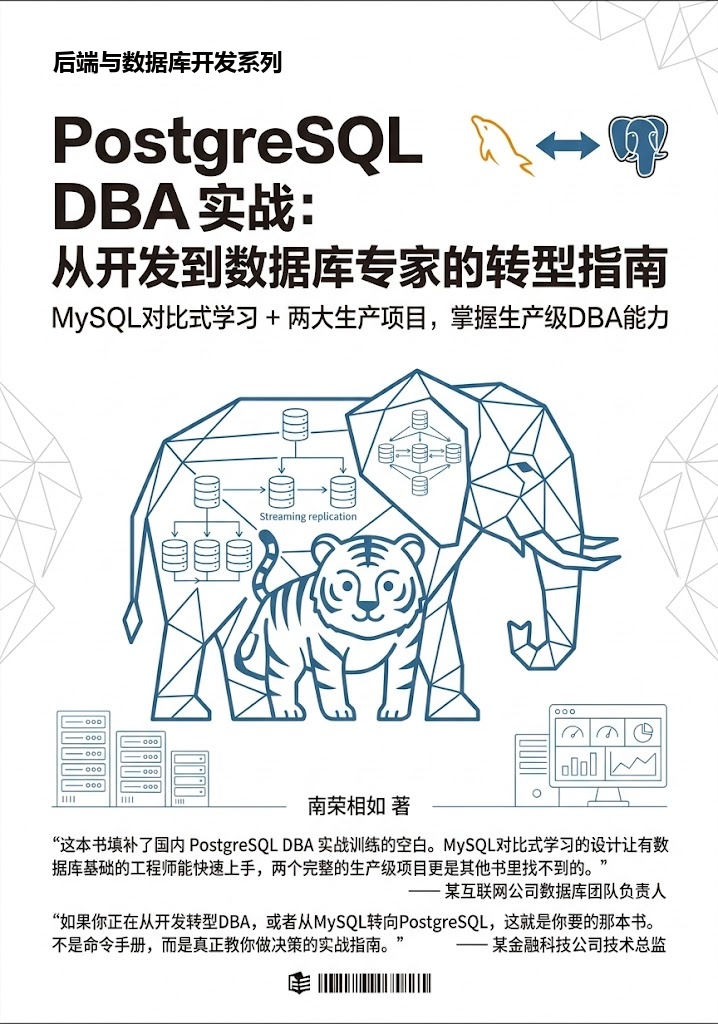 后端与数据库开发系列
PostgreSQL
DBA 实战：
从开发到数据库专家的转型指南
MySQL对比式学习 + 两大生产项目，掌握生产级DBA能力
Streaming replication
南荣相如 著
“这本书填补了国内 PostgreSQL DBA 实战训练的空白。MySQL对比式学习的设计让有数
据库基础的工程师能快速上手，两个完整的生产级项目更是其他书里找不到的。”
—— 某互联网公司数据库团队负责人
“如果你正在从开发转型DBA，或者从MySQL转向PostgreSQL，这就是你要的那本书。
不是命令手册，而是真正教你做决策的实战指南。” —— 某金融科技公司技术总监